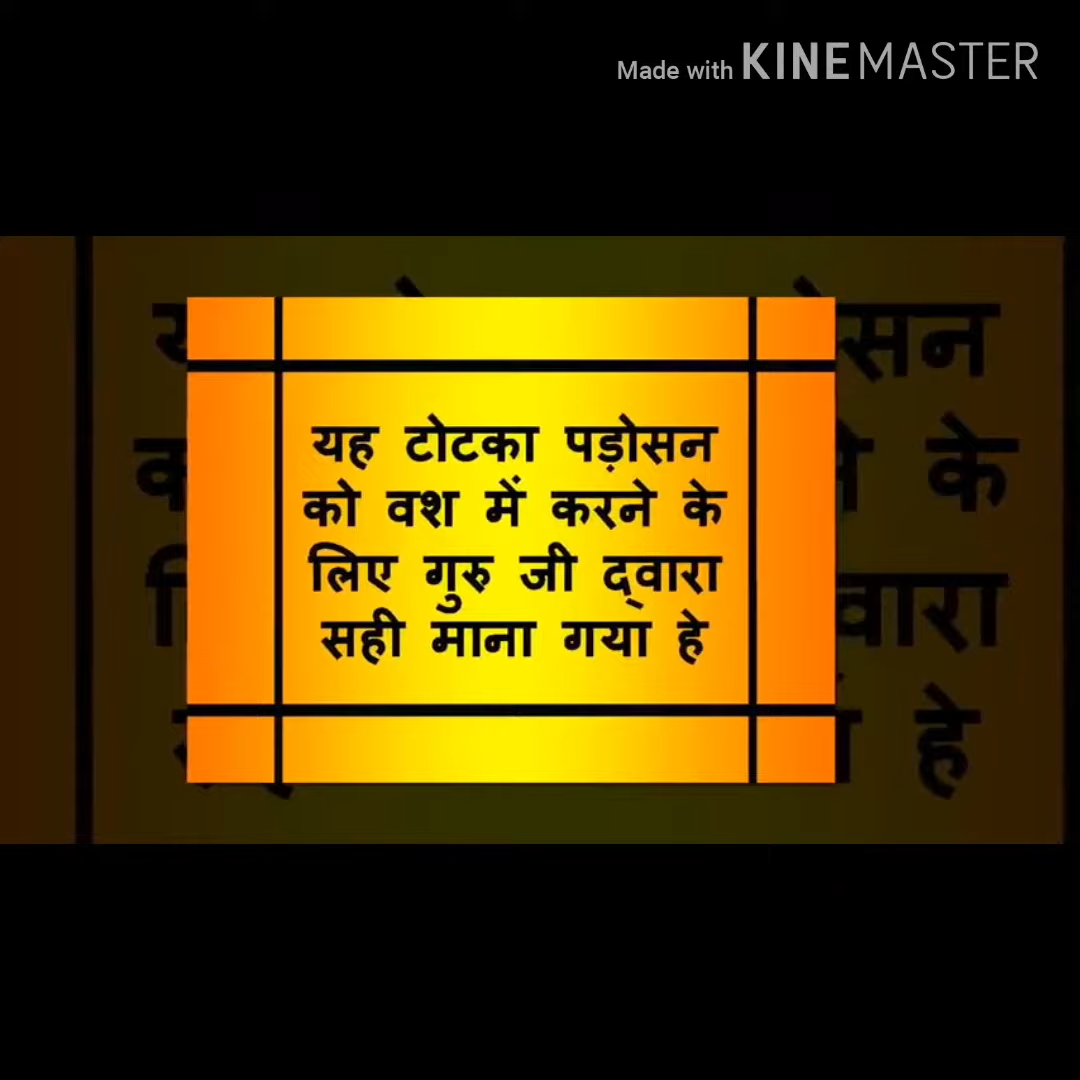 Made with KINEMASTER
यह टोटका पड़ोसन
को वश में करने के
लिए गुरु जी द्वारा
सही माना गया हे